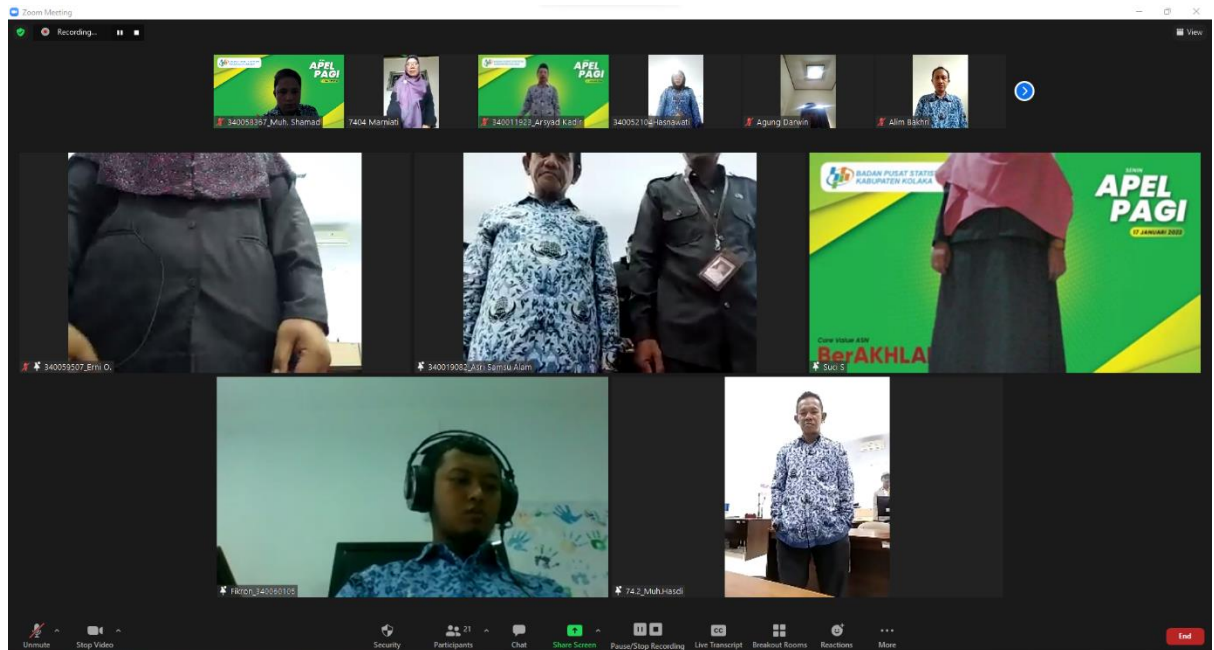 Zoom Meeting
Recording...
View
APEL
PAGI
APEL
PAGI
340058367_Muh. Shamad
7404 Marniati
340011923_Arsyad Kadir
340052104-Hasnawati
Agung Darwin
Alim Bakhri
BADAN PUSAT STATIS
KABUPATEN KOLAKA
SENIN
APEL
PAGI
17 JANUARI 2022
Core Value ASN
BerAKHLA
340059507_Erni O.
340019082_Asri Samsu Alam
Suci S
Fikron_340060105
74.2_Muh.Hasdi
Unmute
Stop Video
Security
Participants
21
Chat
Share Screen
Pause/Stop Recording
CC
Live Transcript
Breakout Rooms
Reactions
More
End